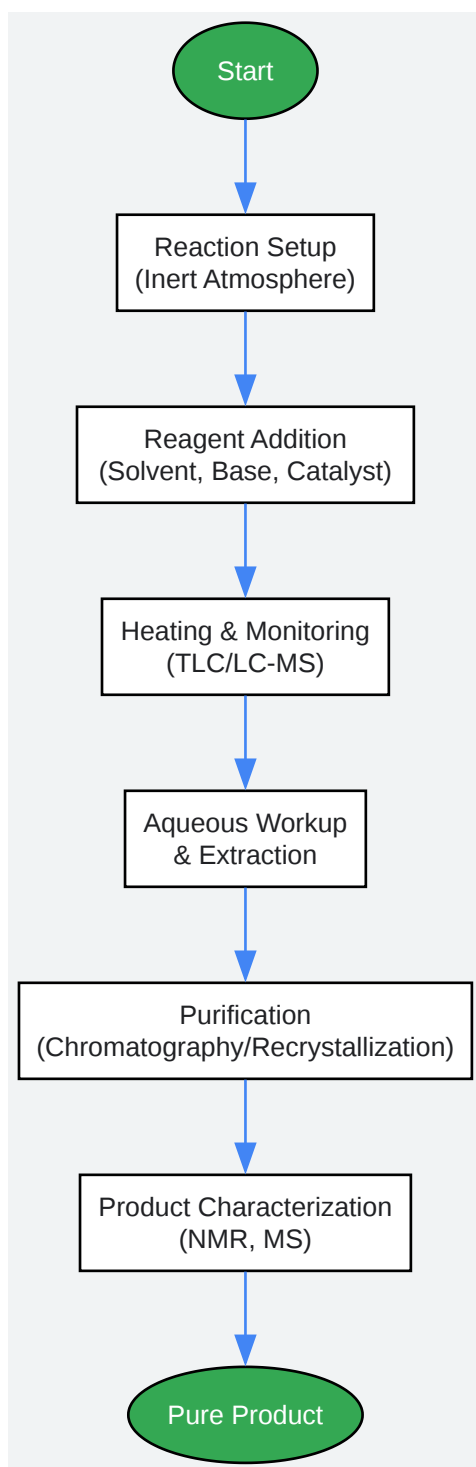 Start
Reaction Setup
(Inert Atmosphere)
Reagent Addition
(Solvent, Base, Catalyst)
Heating & Monitoring
(TLC/LC-MS)
Aqueous Workup
& Extraction
Purification
(Chromatography/Recrystallization)
Product Characterization
(NMR, MS)
Pure Product